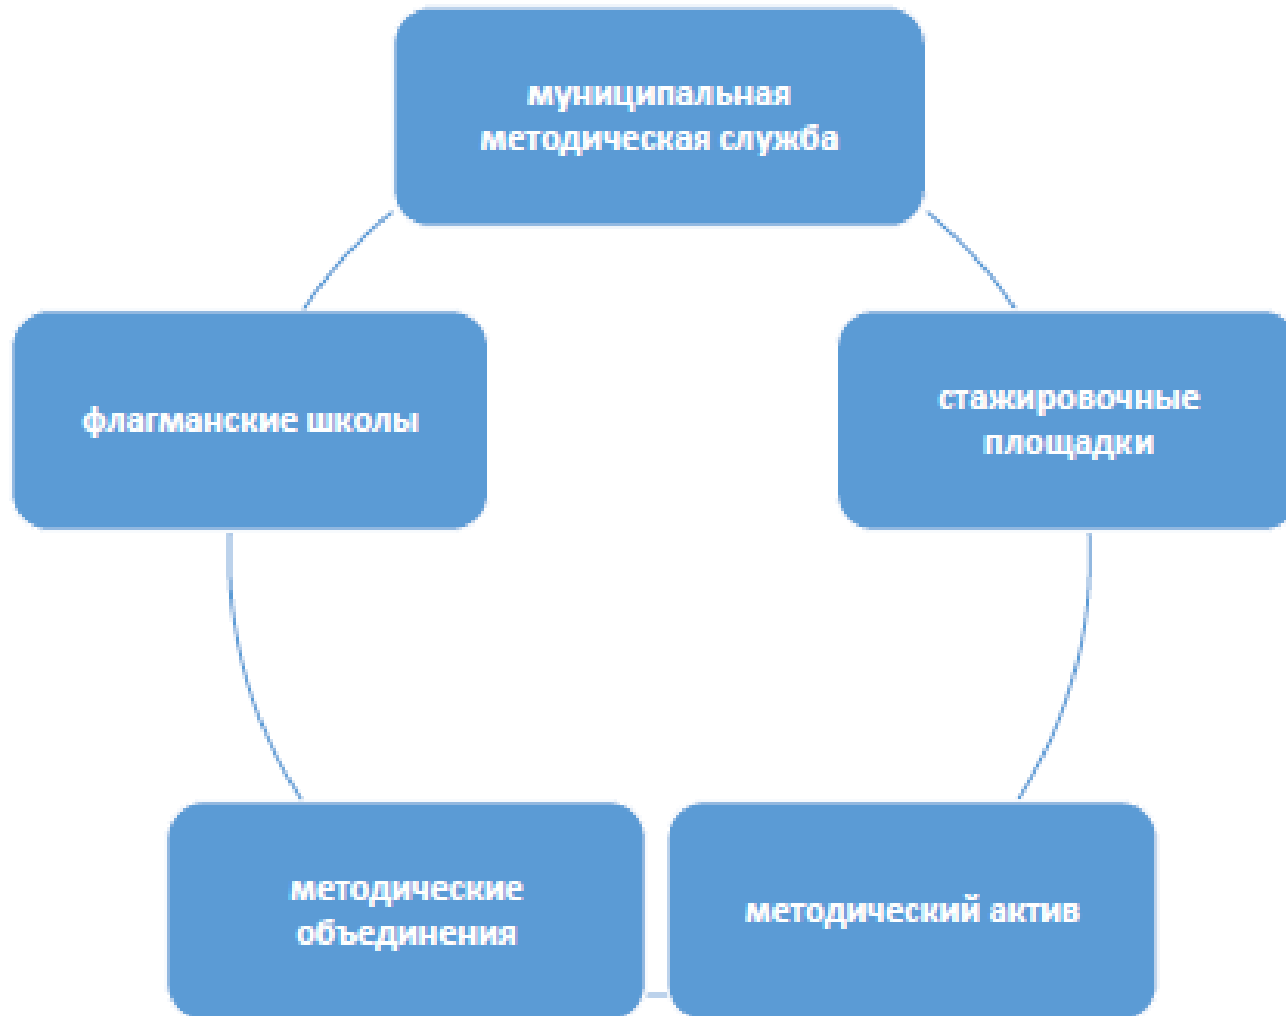 муниципальная
методическая служба
флагманские школы
стажировочные
площадки
методические
объединения
методический актив